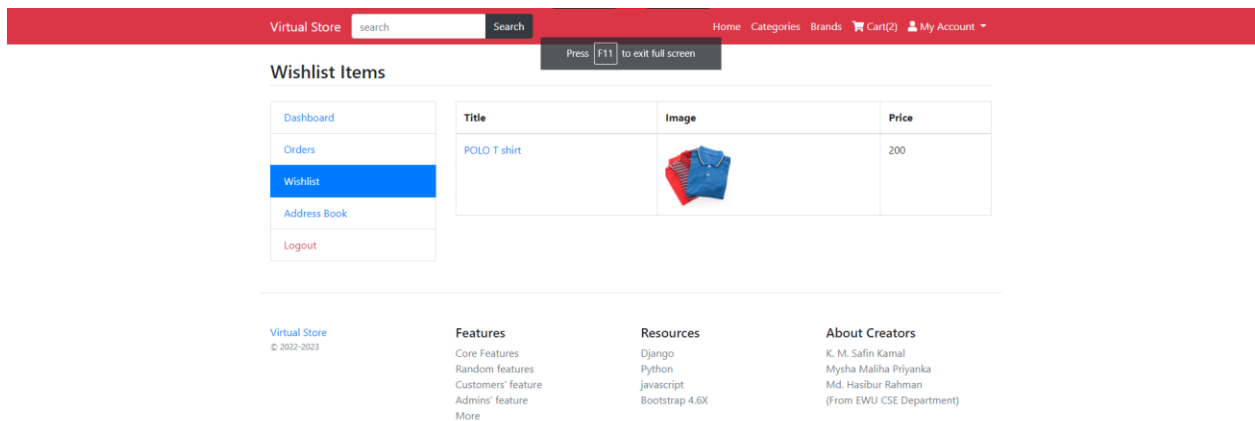 Virtual Store search Search Home Categories Brands Cart(2) My Account
Press F11 to exit full screen
Wishlist Items
Dashboard
Orders
Wishlist
Address Book
Logout
Title Image Price
POLO T shirt 200
Virtual Store
© 2022-2023
Features
Core Features
Random features
Customers' feature
Admins' feature
More
Resources
Django
Python
javascript
Bootstrap 4.6X
About Creators
K. M. Safin Kamal
Mysha Maliha Priyanka
Md. Hasibur Rahman
(From EWU CSE Department)